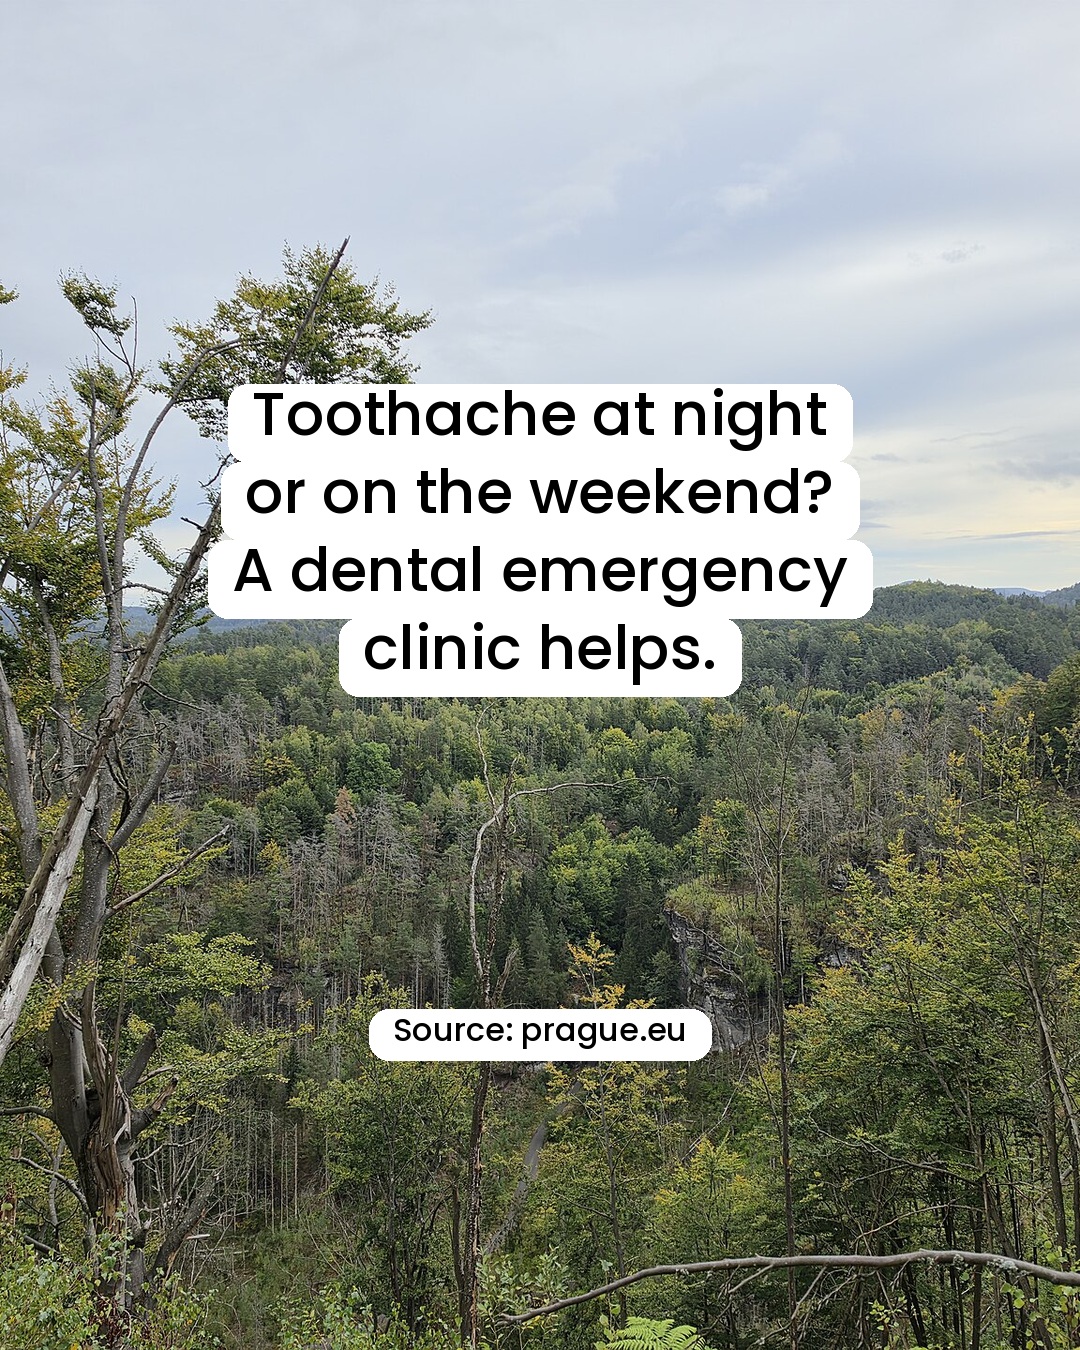 Toothache at night
or on the weekend?
A dental emergency
clinic helps.
Source: prague.eu